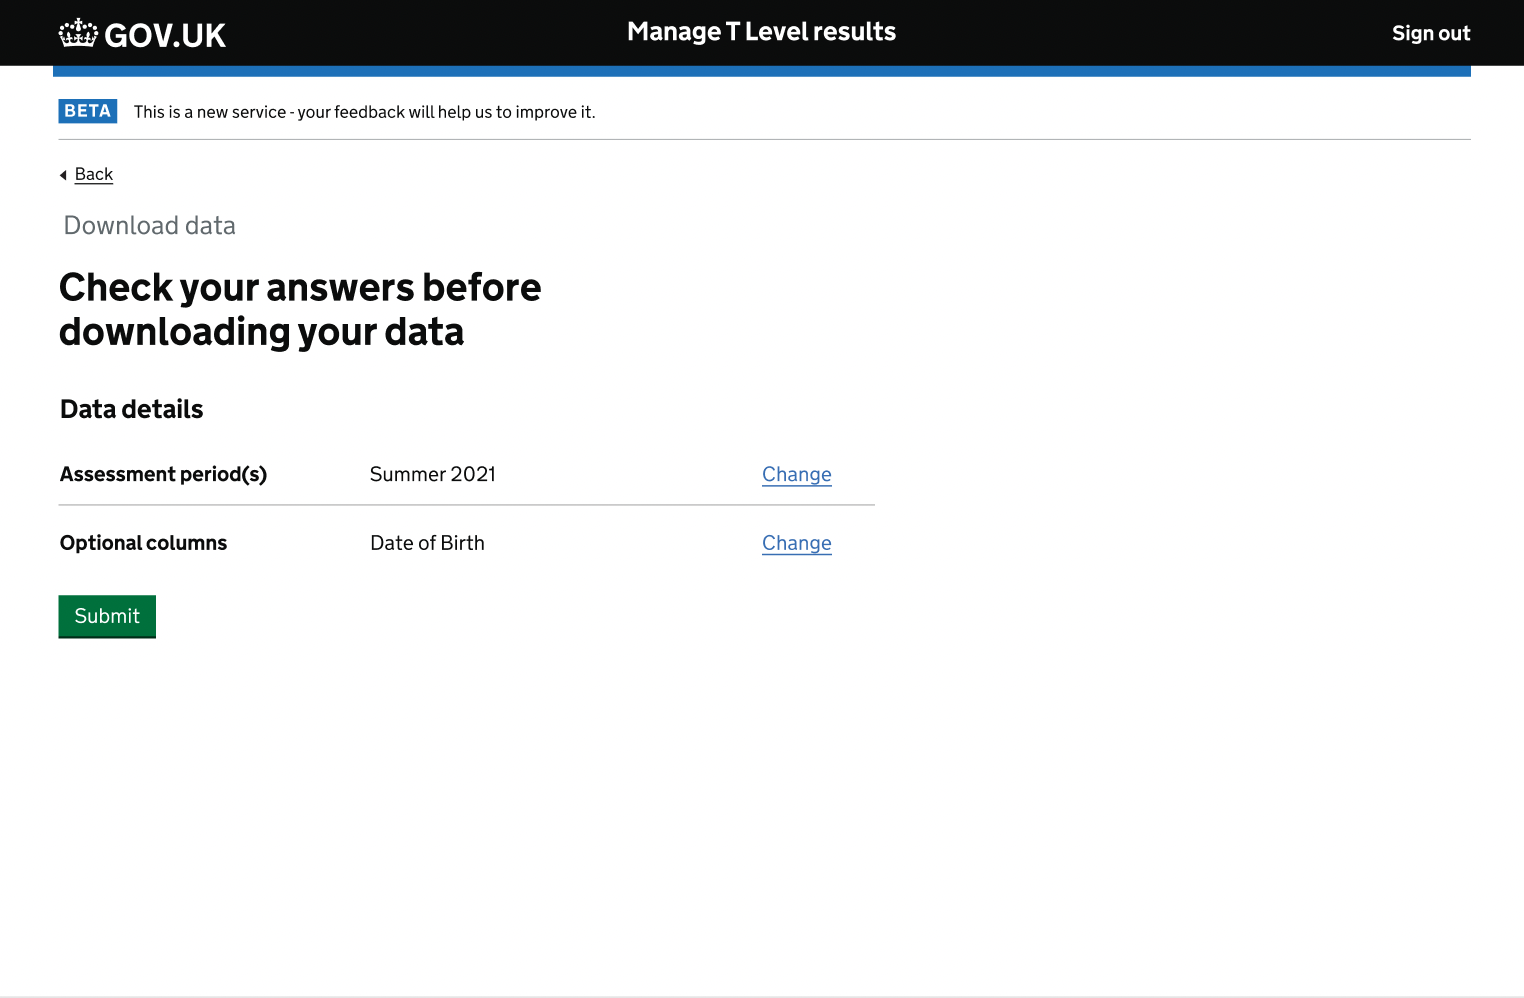 GOV.UK
Manage T Level results
Sign out
BETA This is a new service - your feedback will help us to improve it.
Back
Download data
Check your answers before
downloading your data
Data details
Assessment period(s) Summer 2021 Change
Optional columns Date of Birth Change
Submit